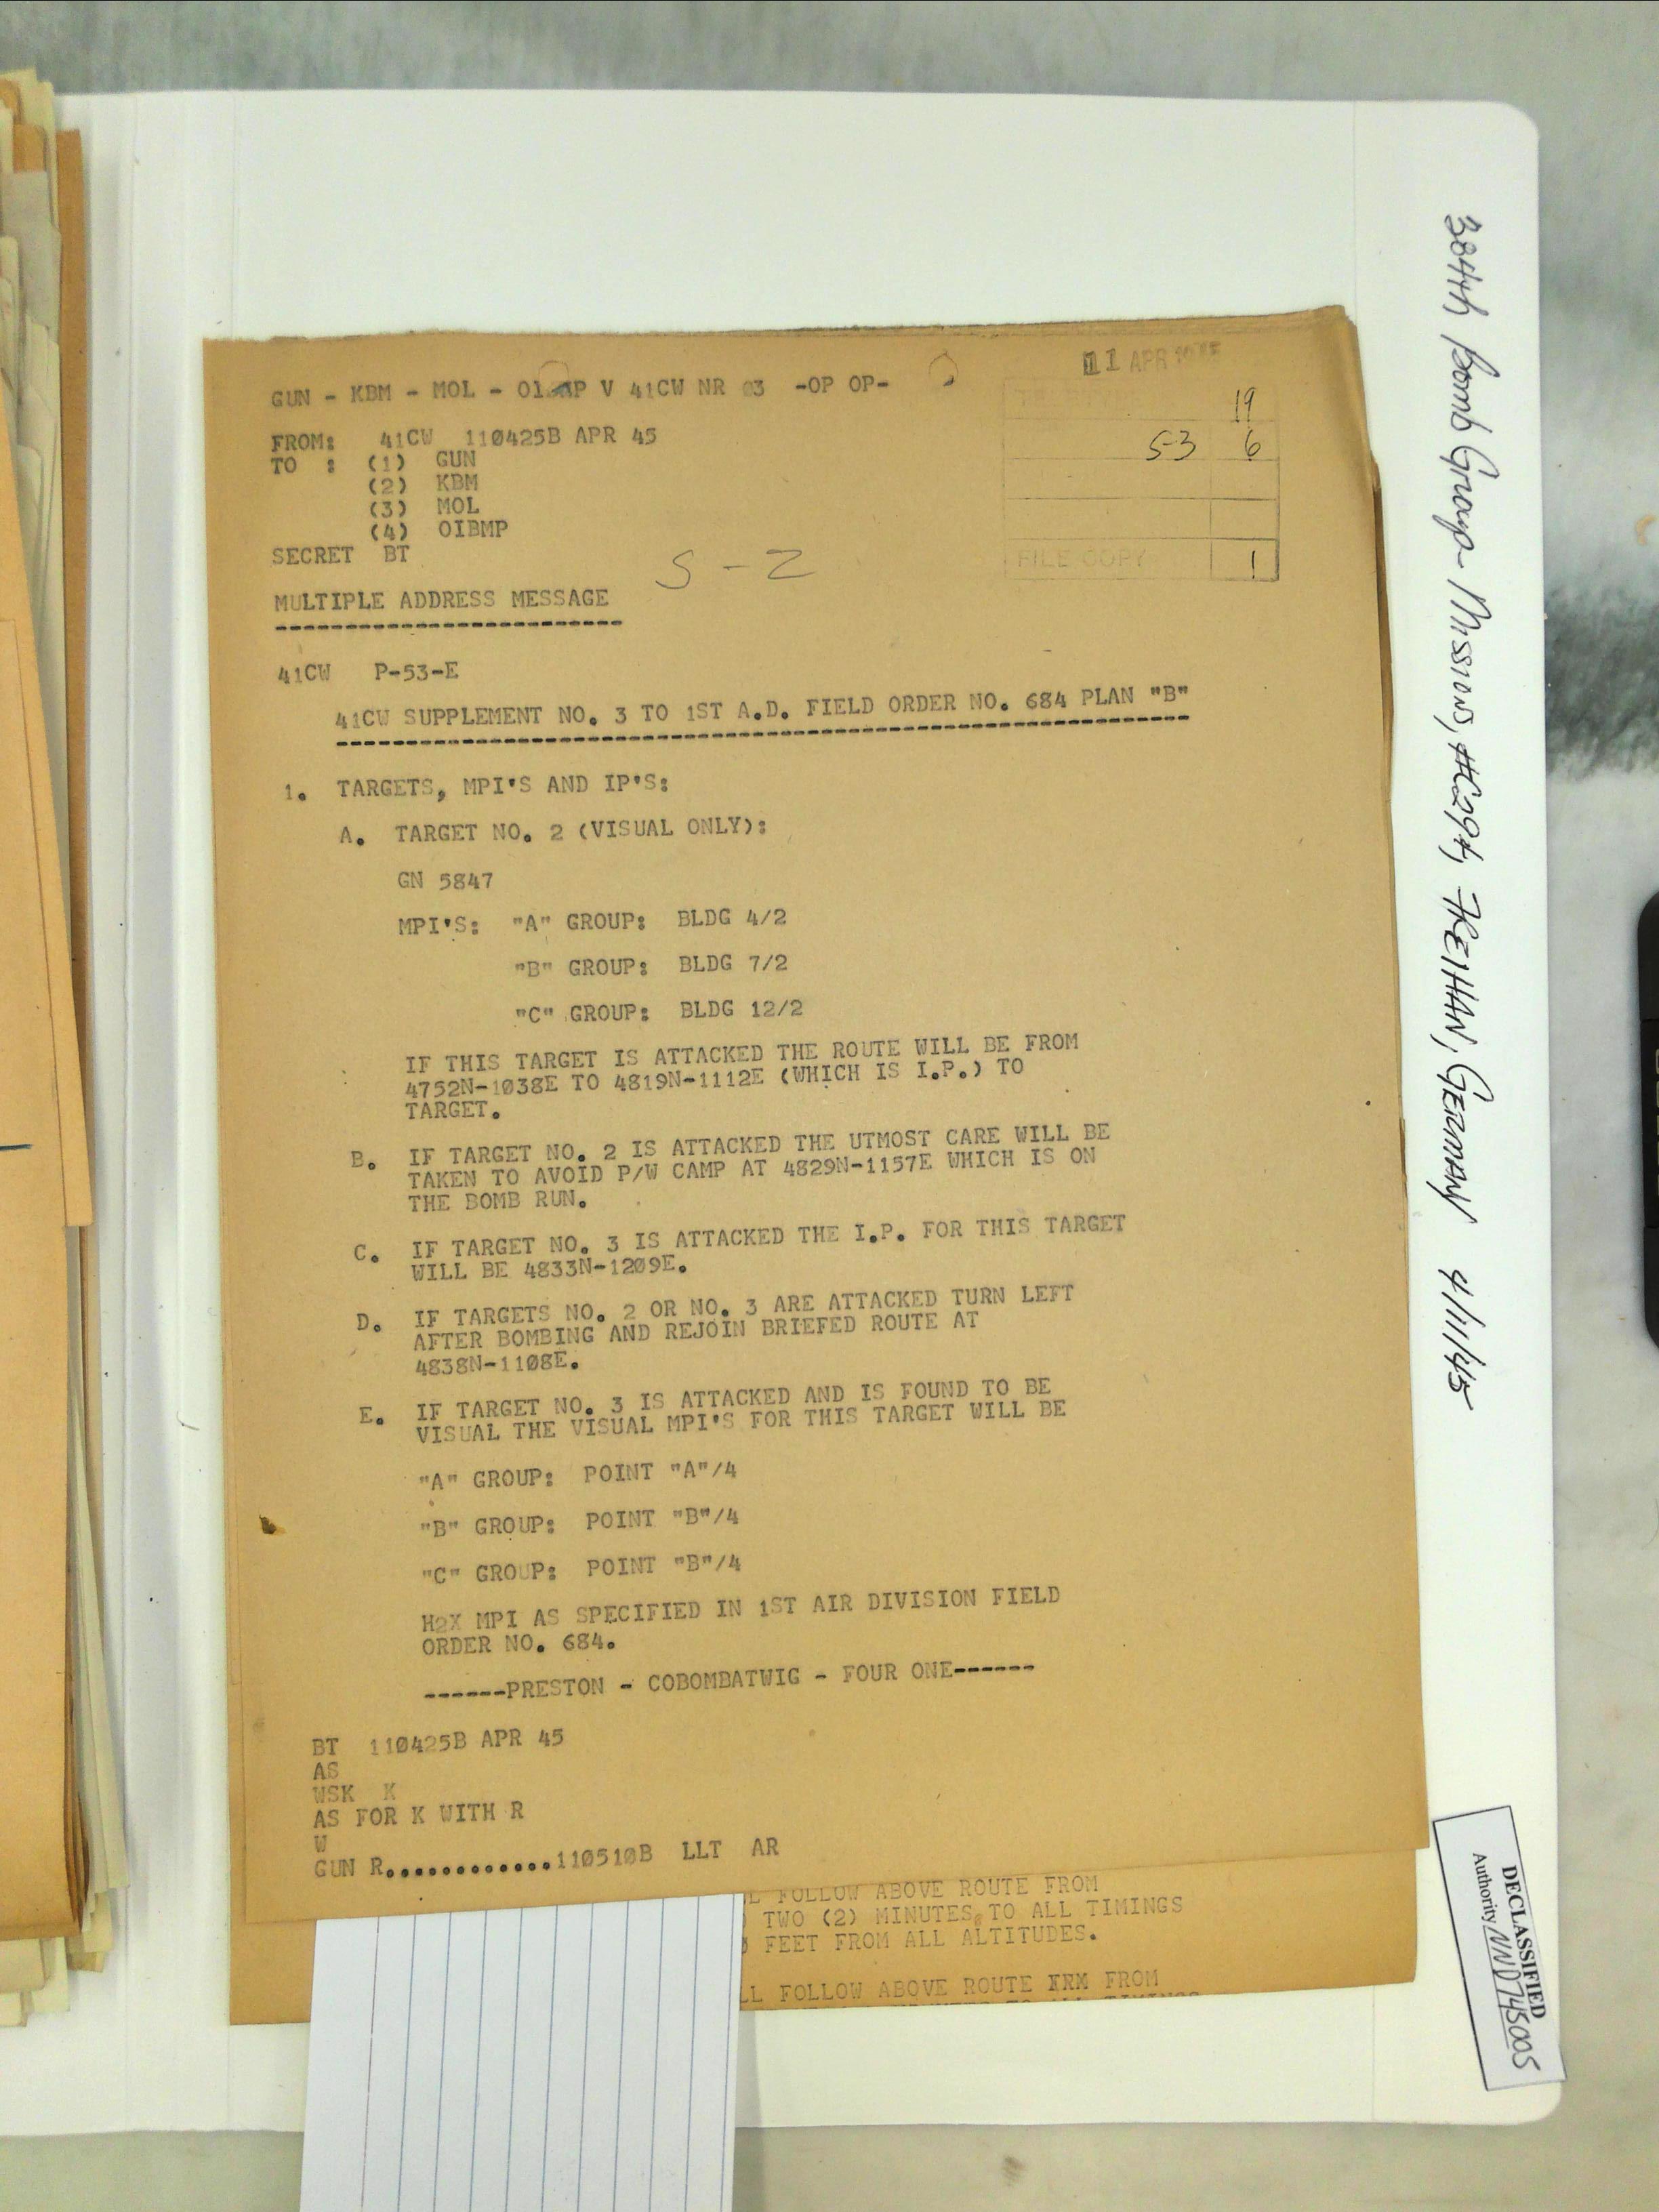 11 APR
GUN - KBM - MOL - OI P V 41CW NR 03 -OP OP-
19
FROM: 41CW 110425B APR 45
S-3 6
TO : (1) GUN
(2) KBM
(3) MOL
(4) OIBMP
SECRET BT
FILE COPY 1
S-2
MULTIPLE ADDRESS MESSAGE
-------------------------
41CW P-53-E
41CW SUPPLEMENT NO. 3 TO 1ST A.D. FIELD ORDER NO. 684 PLAN "B"
1. TARGETS, MPI'S AND IP'S:
A. TARGET NO. 2 (VISUAL ONLY):
GN 5847
MPI'S: "A" GROUP: BLDG 4/2
"B" GROUP: BLDG 7/2
"C" GROUP: BLDG 12/2
IF THIS TARGET IS ATTACKED THE ROUTE WILL BE FROM
4752N-1038E TO 4819N-1112E (WHICH IS I.P.) TO
TARGET.
B. IF TARGET NO. 2 IS ATTACKED THE UTMOST CARE WILL BE
TAKEN TO AVOID P/W CAMP AT 4829N-1157E WHICH IS ON
THE BOMB RUN.
C. IF TARGET NO. 3 IS ATTACKED THE I.P. FOR THIS TARGET
WILL BE 4833N-1209E.
D. IF TARGETS NO. 2 OR NO. 3 ARE ATTACKED TURN LEFT
AFTER BOMBING AND REJOIN BRIEFED ROUTE AT
4838N-1108E.
E. IF TARGET NO. 3 IS ATTACKED AND IS FOUND TO BE
VISUAL THE VISUAL MPI'S FOR THIS TARGET WILL BE
"A" GROUP: POINT "A"/4
"B" GROUP: POINT "B"/4
"C" GROUP: POINT "B"/4
H2X MPI AS SPECIFIED IN 1ST AIR DIVISION FIELD
ORDER NO. 684.
------PRESTON - COBOMBATWIG - FOUR ONE------
BT 110425B APR 45
AS
WSK K
AS FOR K WITH R
W
GUN R............110510B LLT AR
FOLLOW ABOVE ROUTE FROM
TWO (2) MINUTES TO ALL TIMINGS
FEET FROM ALL ALTITUDES.
LL FOLLOW ABOVE ROUTE XRM FROM
TO ALL TIMINGS
384th Bomb Group Missions, #294, GERMANY 4/11/45
DECLASSIFIED
Authority NND745005